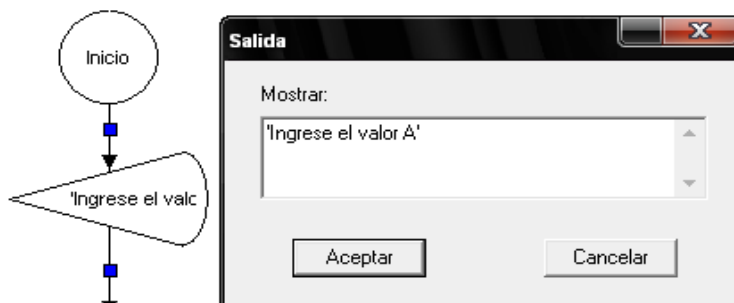 Inicio
'Ingrese el valc
Salida
Mostrar:
'Ingrese el valor A'
Aceptar
Cancelar